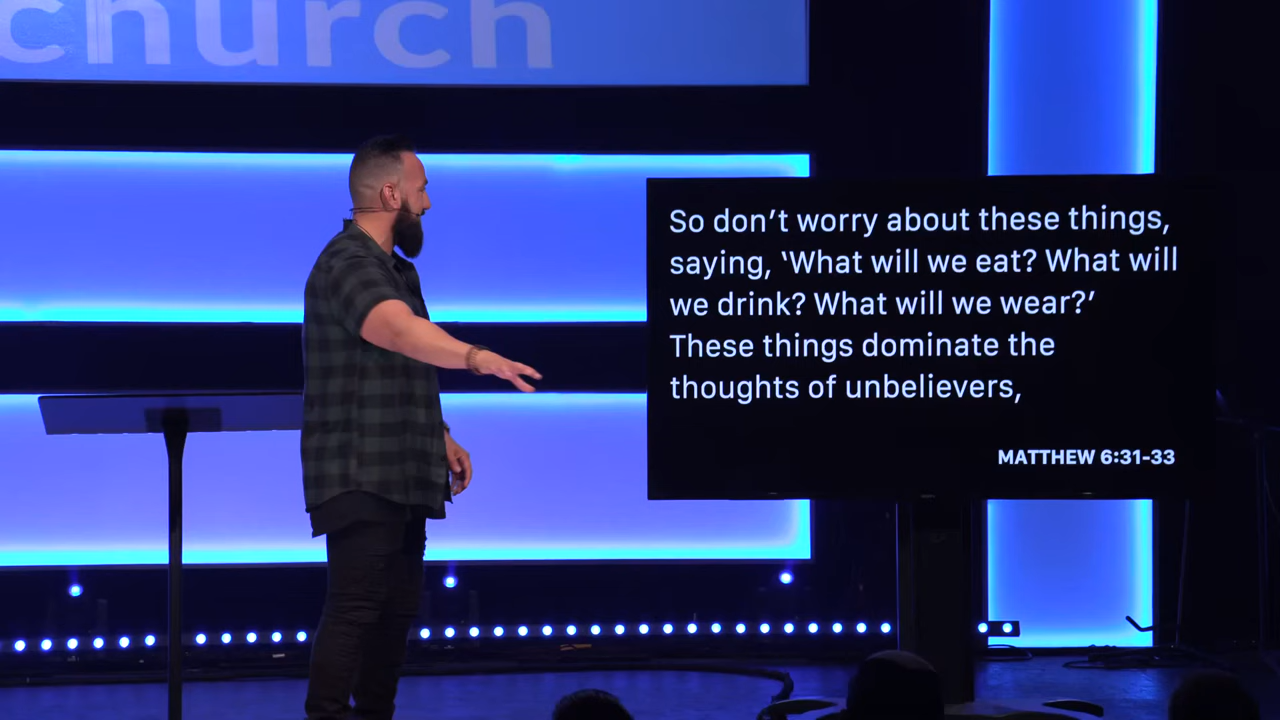 church
So don’t worry about these things,
saying, ‘What will we eat? What will
we drink? What will we wear?’
These things dominate the
thoughts of unbelievers,
MATTHEW 6:31-33